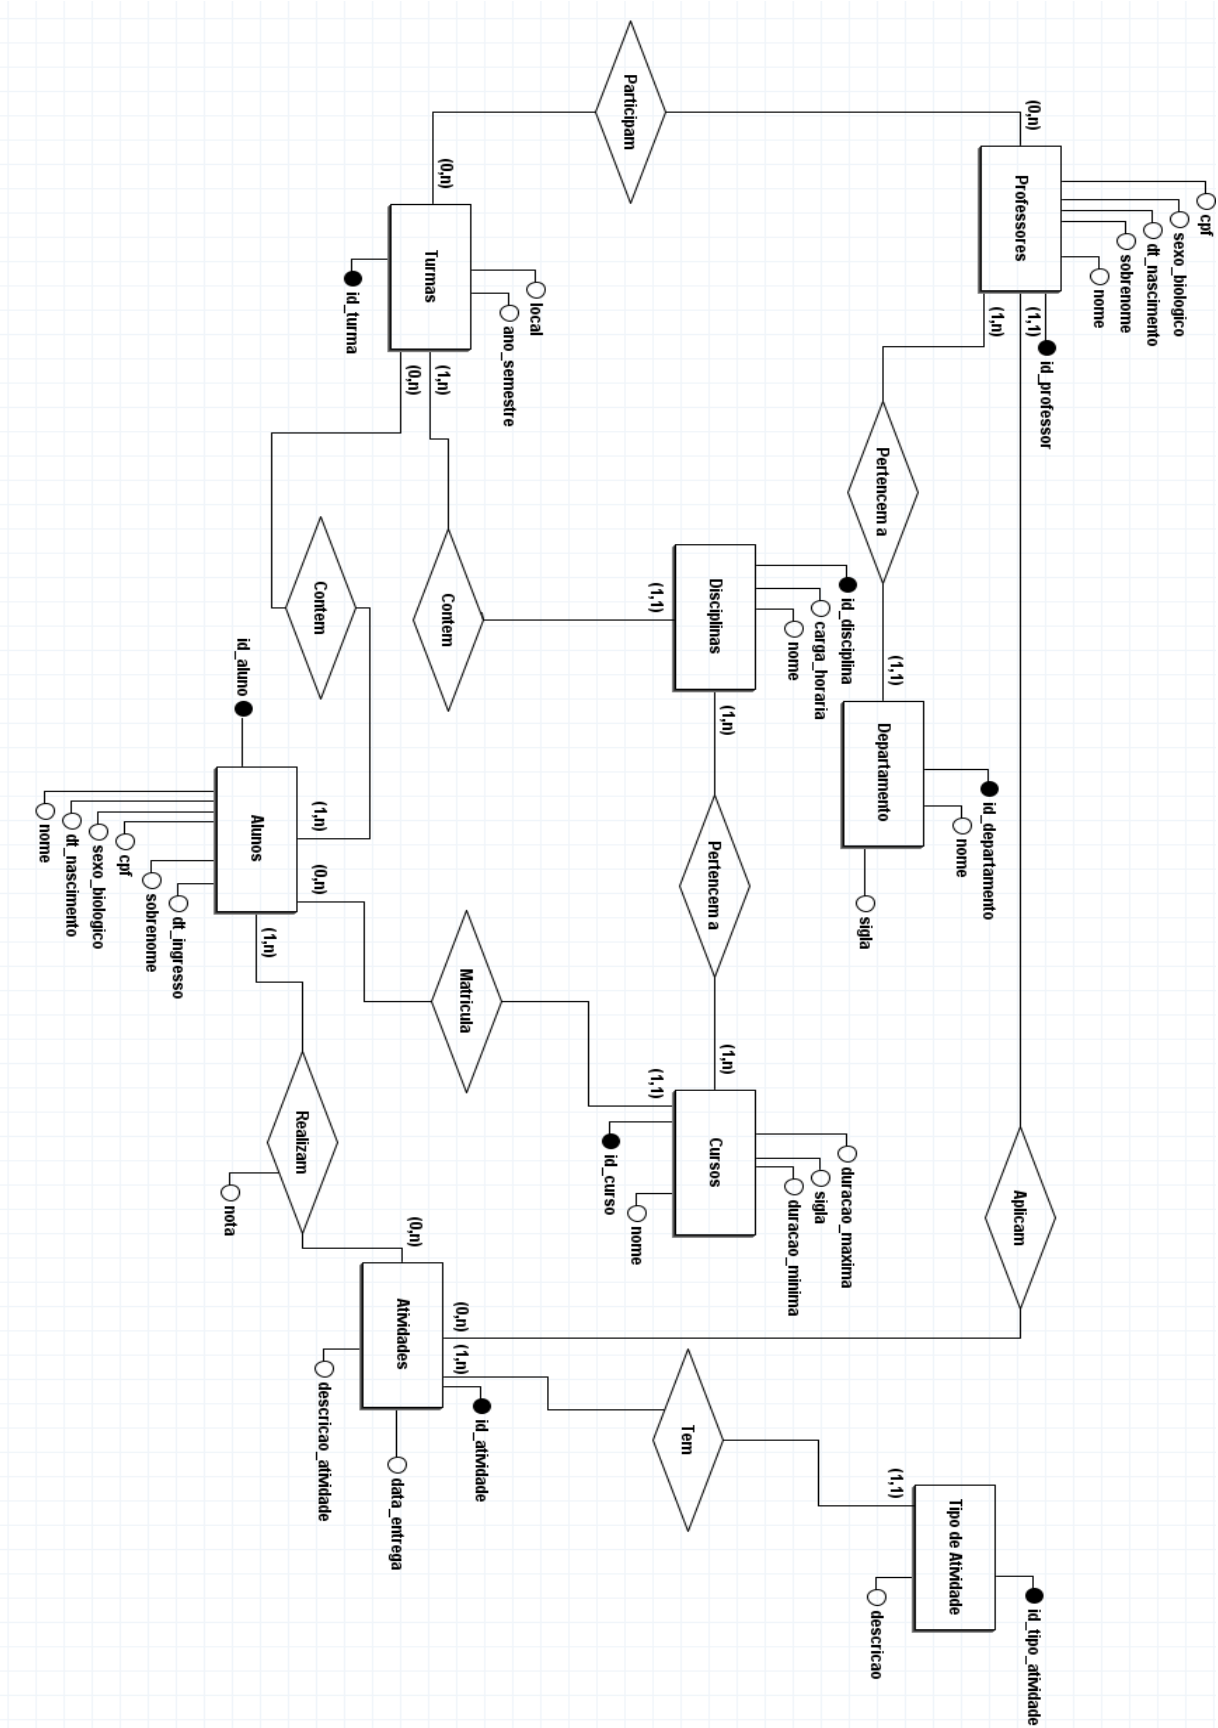 cpf
sexo_biologico
dt_nascimento
sobrenome
nome
(0,n)
Professores
(1,1)
(1,n)
id_professor
Aplicam
id_tipo_atividade
Tipo de Atividade
(1,1)
descricao
id_departamento
nome
Departamento
(1,1)
sigla
Pertencem a
id_disciplina
carga_horaria
nome
Disciplinas
(1,1)
(1,n)
Pertencem a
(1,n)
duracao_maxima
sigla
duracao_minima
Cursos
(1,1)
nome
id_curso
Tem
Participam
(0,n)
local
ano_semestre
Turmas
id_turma
(1,n)
(0,n)
Contem
Contem
Matricula
(0,n)
(1,n)
id_aluno
Alunos
(1,n)
dt_ingresso
sobrenome
cpf
sexo_biologico
dt_nascimento
nome
Realizam
nota
(0,n)
(0,n)
(1,n)
id_atividade
Atividades
data_entrega
descricao_atividade